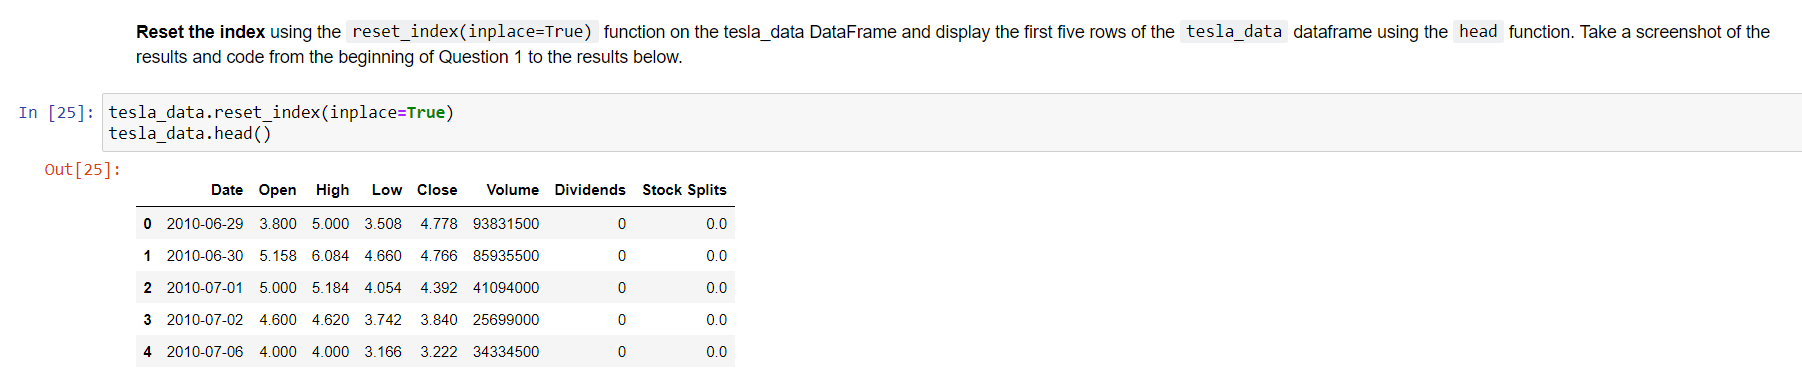 Reset the index using the reset_index(inplace=True) function on the tesla_data DataFrame and display the first five rows of the tesla_data dataframe using the head function. Take a screenshot of the
results and code from the beginning of Question 1 to the results below.
In [25]: tesla_data.reset_index(inplace=True)
tesla_data.head()
Out[25]:
Date Open High Low Close Volume Dividends Stock Splits
0 2010-06-29 3.800 5.000 3.508 4.778 93831500 0 0.0
1 2010-06-30 5.158 6.084 4.660 4.766 85935500 0 0.0
2 2010-07-01 5.000 5.184 4.054 4.392 41094000 0 0.0
3 2010-07-02 4.600 4.620 3.742 3.840 25699000 0 0.0
4 2010-07-06 4.000 4.000 3.166 3.222 34334500 0 0.0